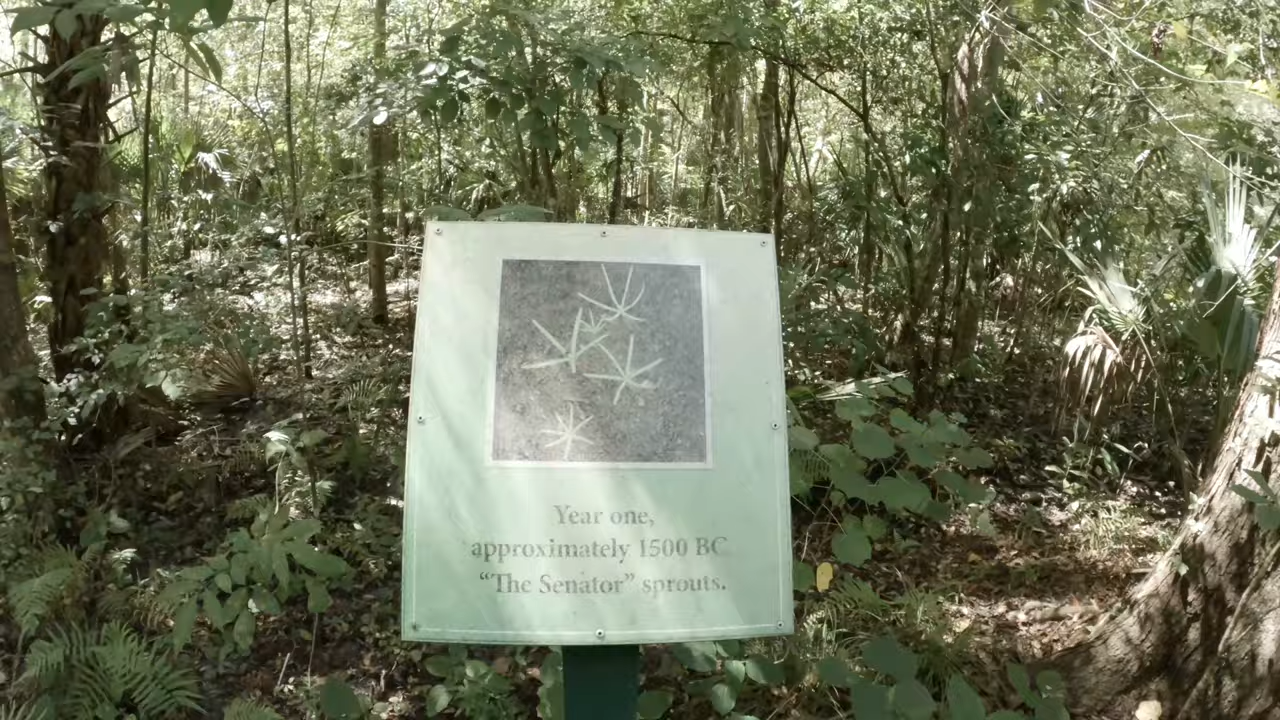 Year one,
approximately 1500 BC
“The Senator” sprouts.